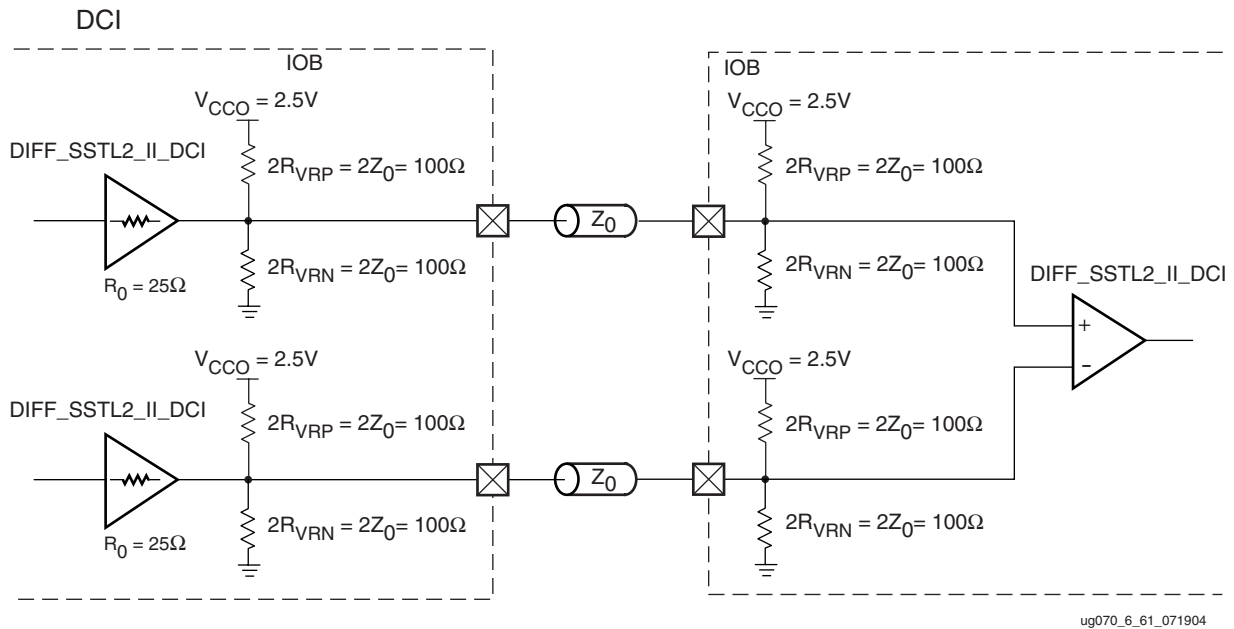 DCI
IOB
IOB
VCCO = 2.5V
VCCO = 2.5V
DIFF_SSTL2_II_DCI
2RVRP = 2Z0= 100Ω
2RVRP = 2Z0= 100Ω
Z0
2RVRN = 2Z0= 100Ω
2RVRN = 2Z0= 100Ω
R0 = 25Ω
DIFF_SSTL2_II_DCI
+
–
VCCO = 2.5V
VCCO = 2.5V
DIFF_SSTL2_II_DCI
2RVRP = 2Z0= 100Ω
2RVRP = 2Z0= 100Ω
Z0
2RVRN = 2Z0= 100Ω
2RVRN = 2Z0= 100Ω
R0 = 25Ω
ug070_6_61_071904